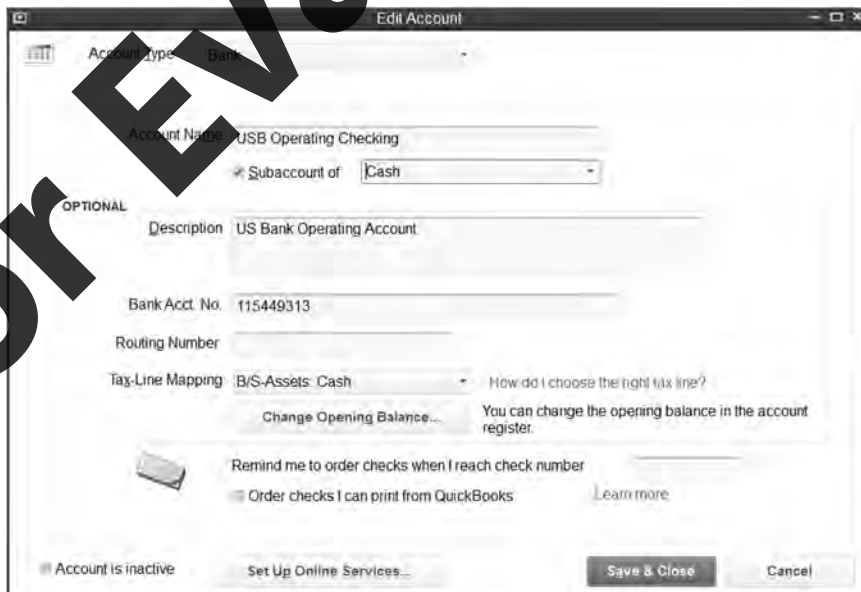 Edit Account
Account Type Bank
Account Name USB Operating Checking
Subaccount of Cash
OPTIONAL
Description US Bank Operating Account
Bank Acct. No. 115449313
Routing Number
Tax-Line Mapping B/S-Assets: Cash How do I choose the right tax line?
Change Opening Balance... You can change the opening balance in the account
register.
Remind me to order checks when I reach check number
Order checks I can print from QuickBooks Learn more
Account is inactive Set Up Online Services... Save & Close Cancel
or Eva